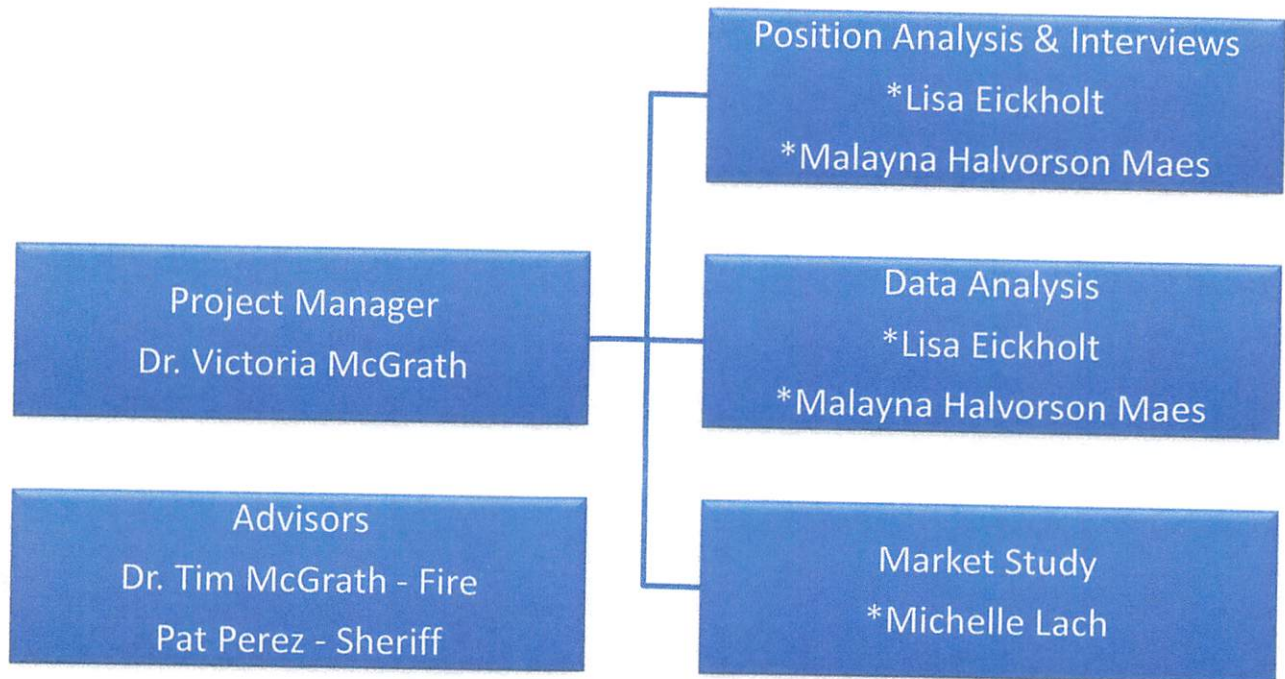 Position Analysis & Interviews
*Lisa Eickholt
*Malayna Halvorson Maes
Project Manager
Dr. Victoria McGrath
Data Analysis
*Lisa Eickholt
*Malayna Halvorson Maes
Advisors
Dr. Tim McGrath - Fire
Pat Perez - Sheriff
Market Study
*Michelle Lach